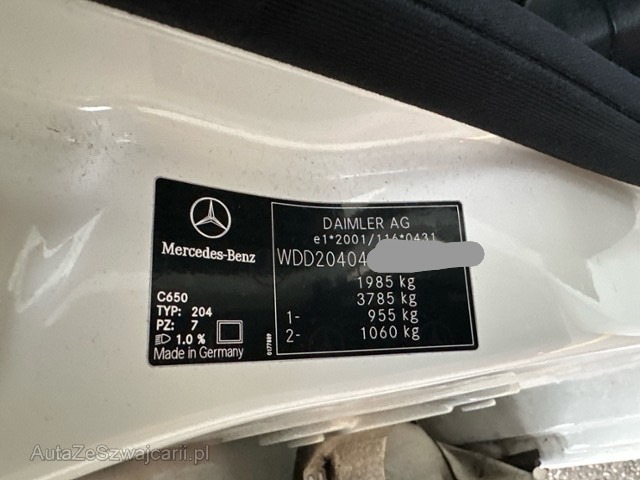 Mercedes-Benz
C650
TYP: 204
PZ: 7
1.0 %
Made in Germany
0177889
DAIMLER AG
e1*2001/116*0431
WDD20404
1985 kg
3785 kg
1- 955 kg
2- 1060 kg
AutaZeSzwajcarii.pl